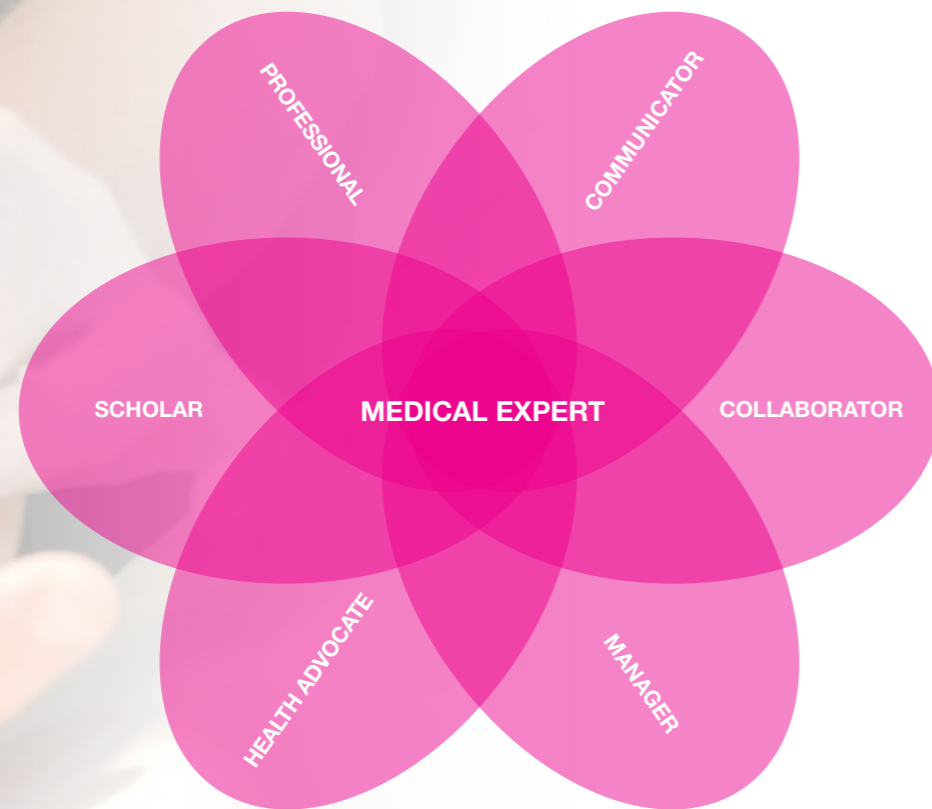 PROFESSIONAL
COMMUNICATOR
SCHOLAR
MEDICAL EXPERT
COLLABORATOR
HEALTH ADVOCATE
MANAGER